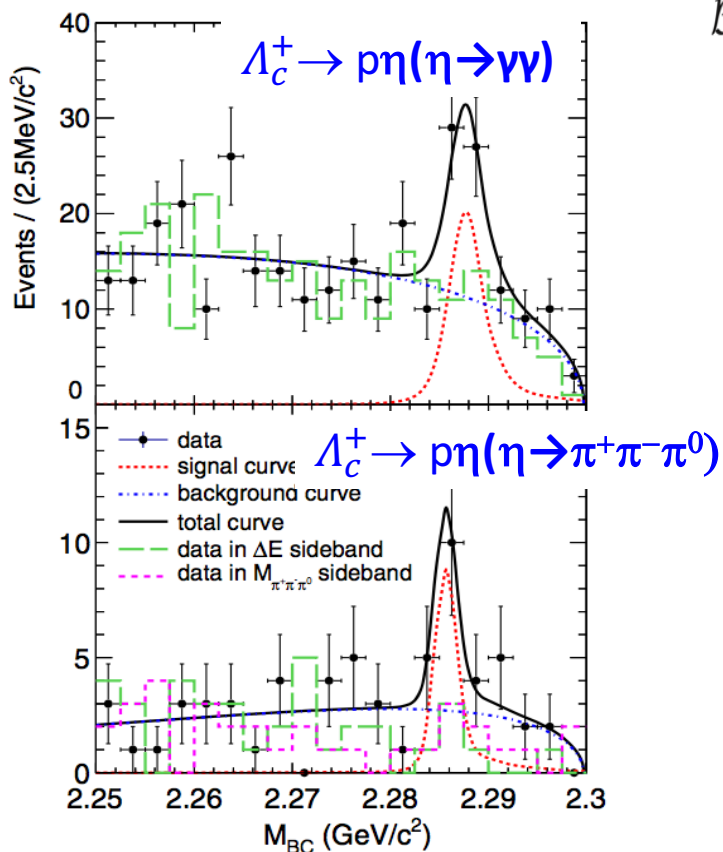 40
Λc+ → pη(η→γγ)
30
20
10
0
Events / (2.5MeV/c²)
15
data
Λc+ → pη(η→π+π−π0)
signal curve
background curve
total curve
data in ΔE sideband
data in Mπ+π-π0 sideband
10
5
0
2.25 2.26 2.27 2.28 2.29 2.3
MBC (GeV/c²)